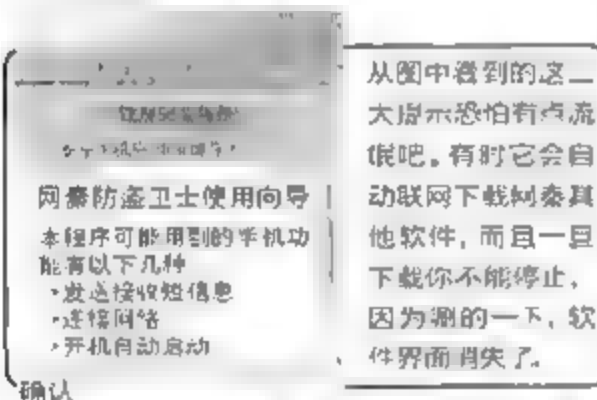 网秦防盗卫士使用向导
本程序可能用到的手机功
能有以下几种
·发送接收短信息
·连接网络
·开机自动启动
确认
从图中看到的这二
大提示恐怕有点流
氓吧。有时它会自
动联网下载网秦其
他软件，而且一旦
下载你不能停止，
因为唰的一下，软
件界面消失了。